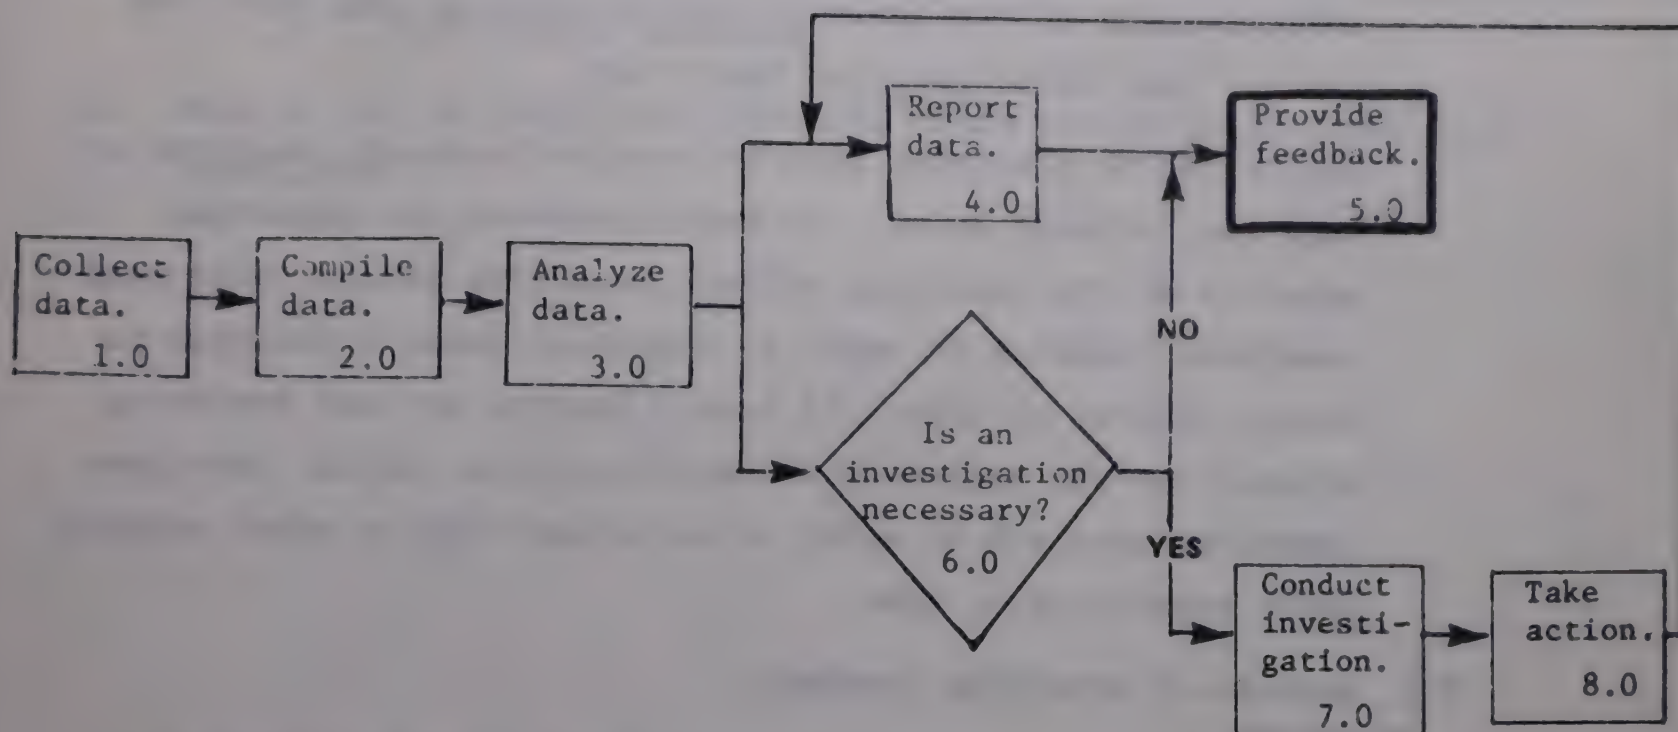 Collect
data.
1.0
Compile
data.
2.0
Analyze
data.
3.0
Report
data.
4.0
Provide
feedback.
5.0
Is an
investigation
necessary?
6.0
NO
YES
Conduct
investi-
gation.
7.0
Take
action.
8.0